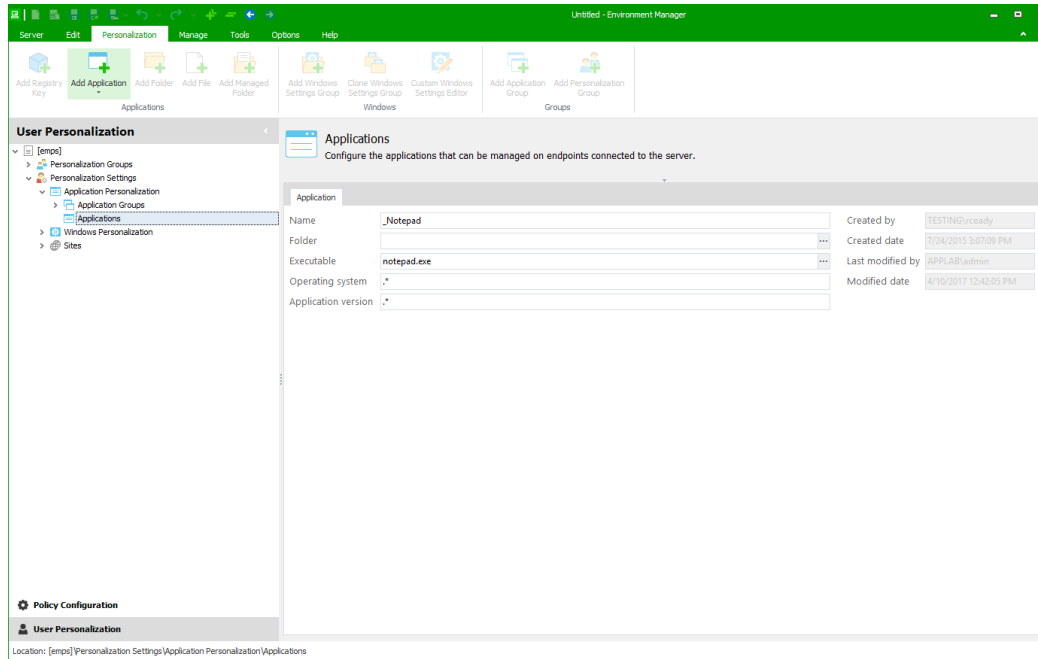 Untitled - Environment Manager
Server Edit Personalization Manage Tools Options Help
Add Registry Key
Add Application
Add Folder
Add File
Add Managed Folder
Add Windows Settings Group
Clone Windows Settings Group
Custom Windows Settings Editor
Add Application Group
Add Personalization Group
Applications Windows Groups
User Personalization
[emps]
Personalization Groups
Personalization Settings
Application Personalization
Application Groups
Applications
Windows Personalization
Sites
Applications
Configure the applications that can be managed on endpoints connected to the server.
Application
Name _Notepad Created by TESTING\rcoady
Folder ... Created date 7/24/2015 3:07:09 PM
Executable notepad.exe ... Last modified by APPLAB\admin
Operating system .* Modified date 4/10/2017 12:42:05 PM
Application version .*
Policy Configuration
User Personalization
Location: [emps]\Personalization Settings\Application Personalization\Applications